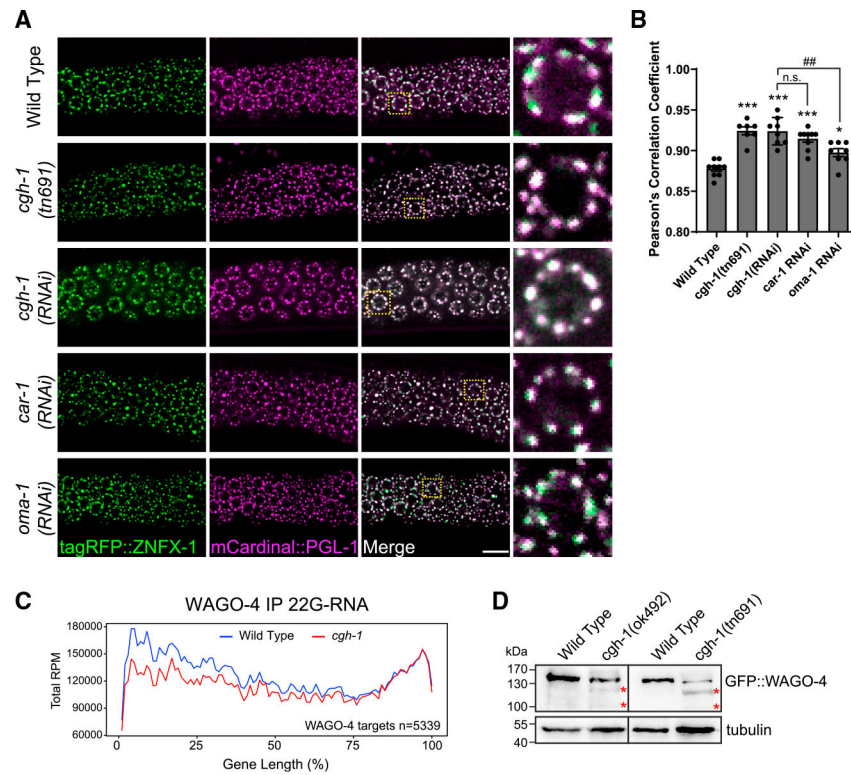 A
Wild Type
cgh-1
(tn691)
cgh-1
(RNAi)
car-1
(RNAi)
oma-1
(RNAi)
tagRFP::ZNFX-1
mCardinal::PGL-1
Merge
B
Pearson's Correlation Coefficient
1.00
0.95
0.90
0.85
0.80
***
***
***
*
n.s.
##
Wild Type
cgh-1(tn691)
cgh-1(RNAi)
car-1 RNAi
oma-1 RNAi
C
WAGO-4 IP 22G-RNA
Total RPM
180000
150000
120000
90000
60000
Wild Type
cgh-1
WAGO-4 targets n=5339
0
25
50
75
100
Gene Length (%)
D
Wild Type
cgh-1(ok492)
Wild Type
cgh-1(tn691)
kDa
170
130
100
55
40
*
*
*
*
GFP::WAGO-4
tubulin